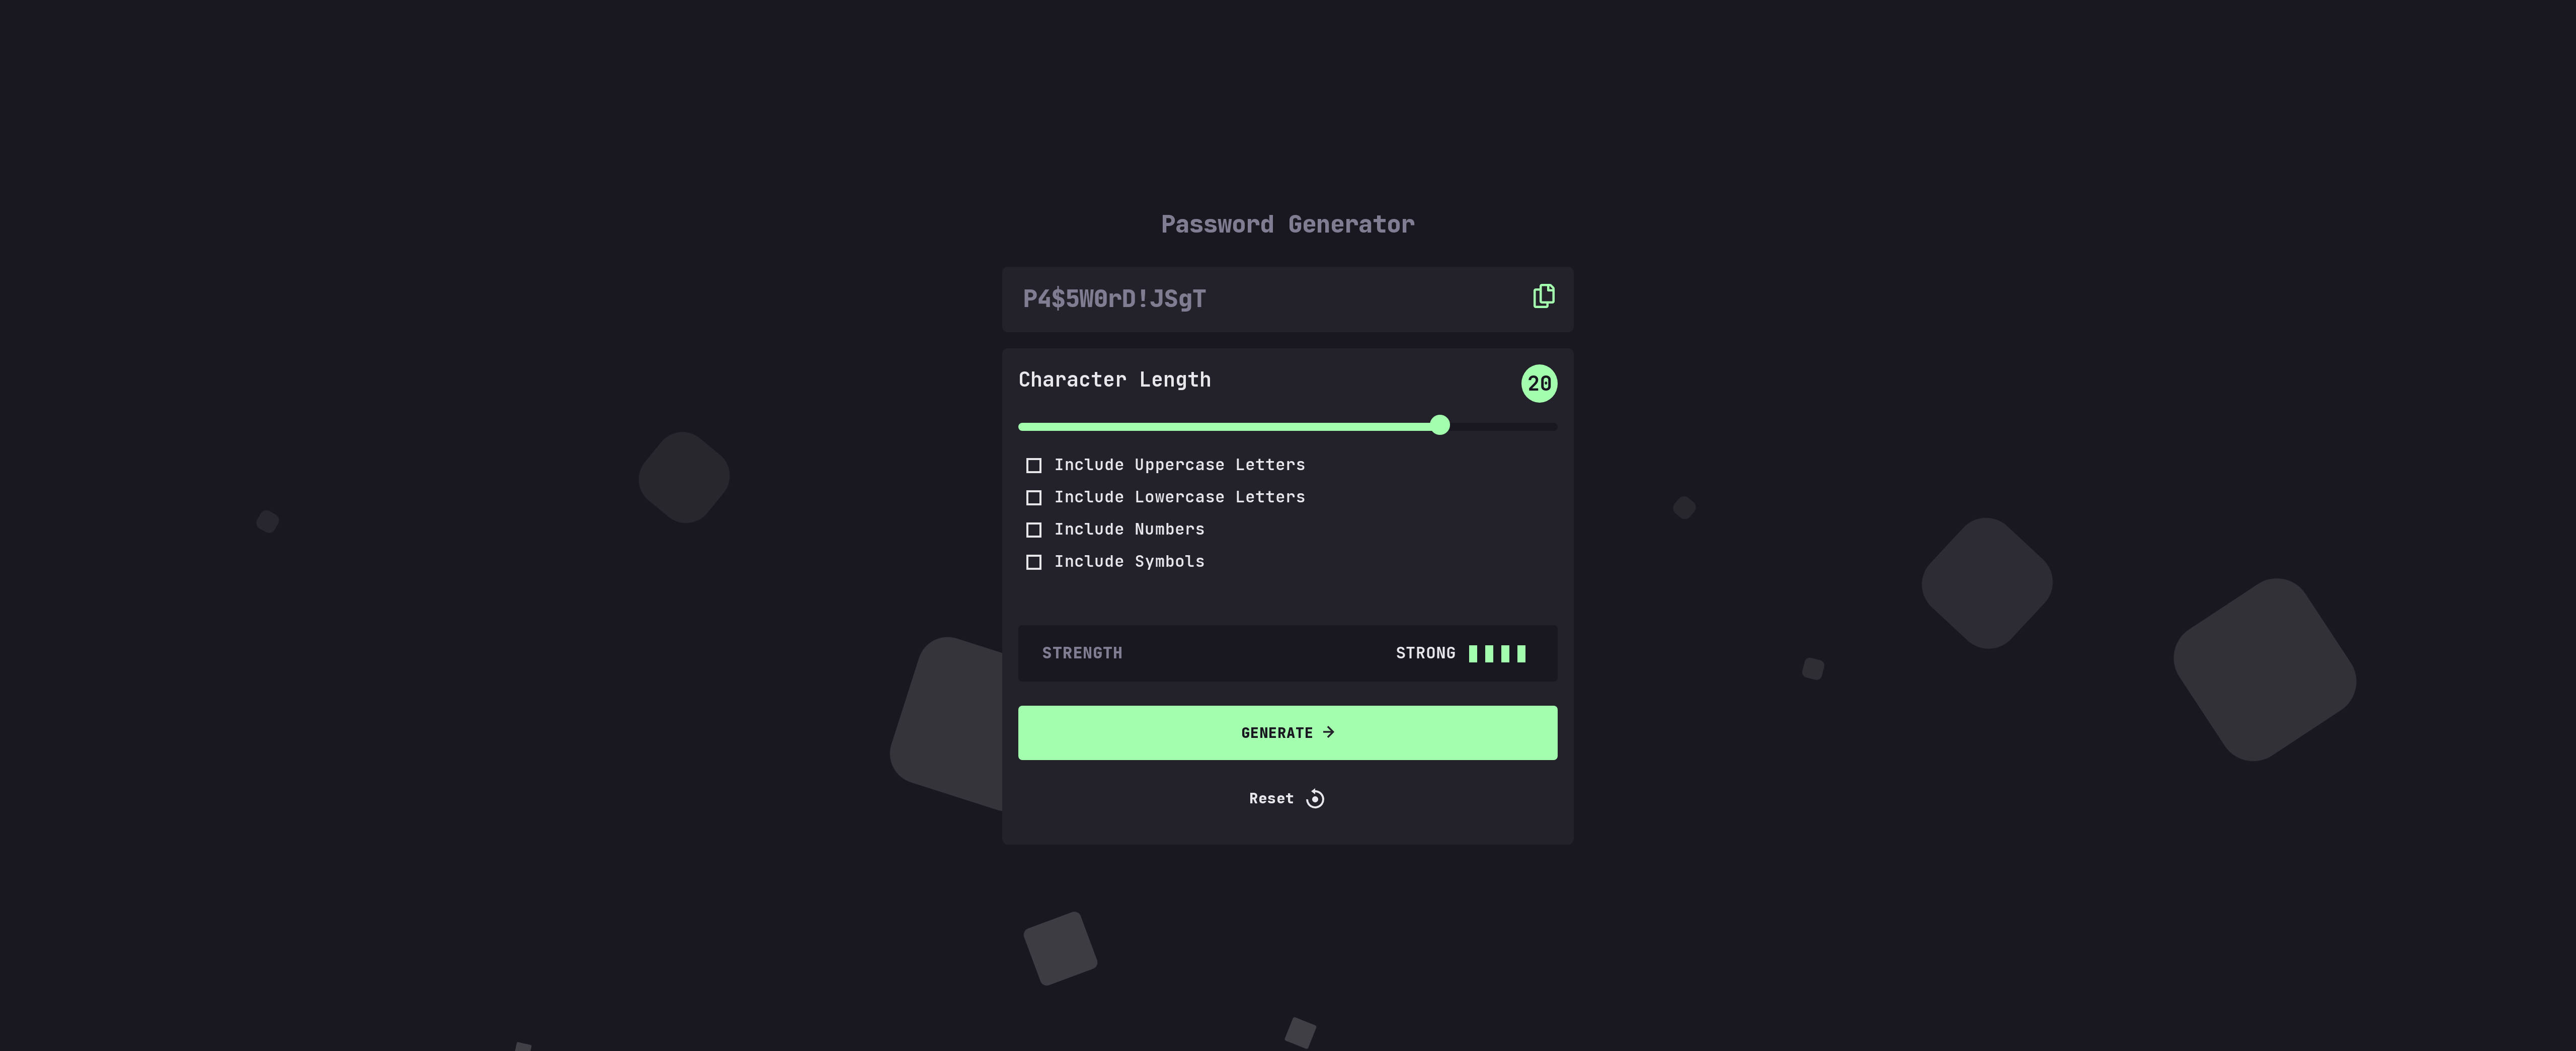 Password Generator
P4$5W0rD!JSgT
Character Length 20
Include Uppercase Letters
Include Lowercase Letters
Include Numbers
Include Symbols
STRENGTH STRONG
GENERATE →
Reset